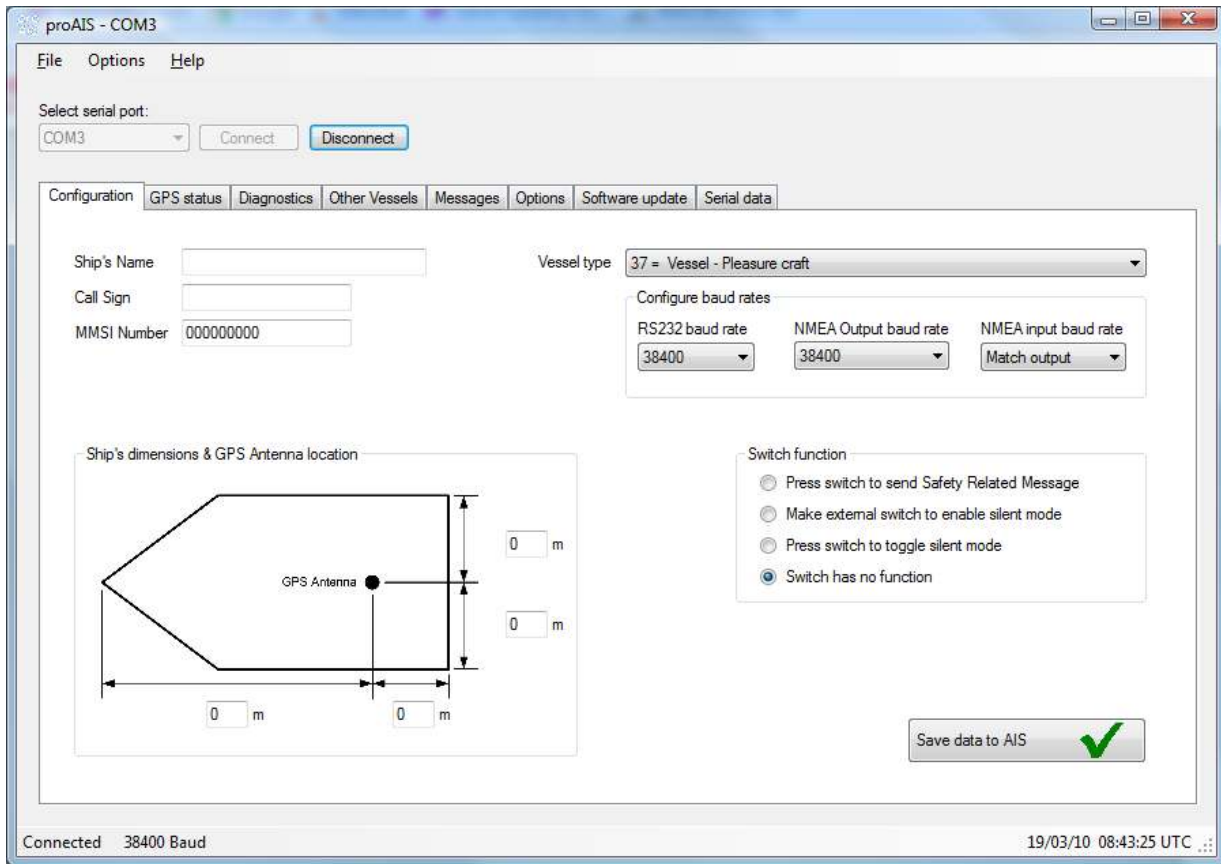 proAIS - COM3
File Options Help
Select serial port:
COM3 Connect Disconnect
Configuration GPS status Diagnostics Other Vessels Messages Options Software update Serial data
Ship's Name
Vessel type 37 = Vessel - Pleasure craft
Call Sign
MMSI Number 000000000
Configure baud rates
RS232 baud rate NMEA Output baud rate NMEA input baud rate
38400 38400 Match output
Ship's dimensions & GPS Antenna location
GPS Antenna
0 m
0 m
0 m 0 m
Switch function
Press switch to send Safety Related Message
Make external switch to enable silent mode
Press switch to toggle silent mode
Switch has no function
Save data to AIS
Connected 38400 Baud 19/03/10 08:43:25 UTC